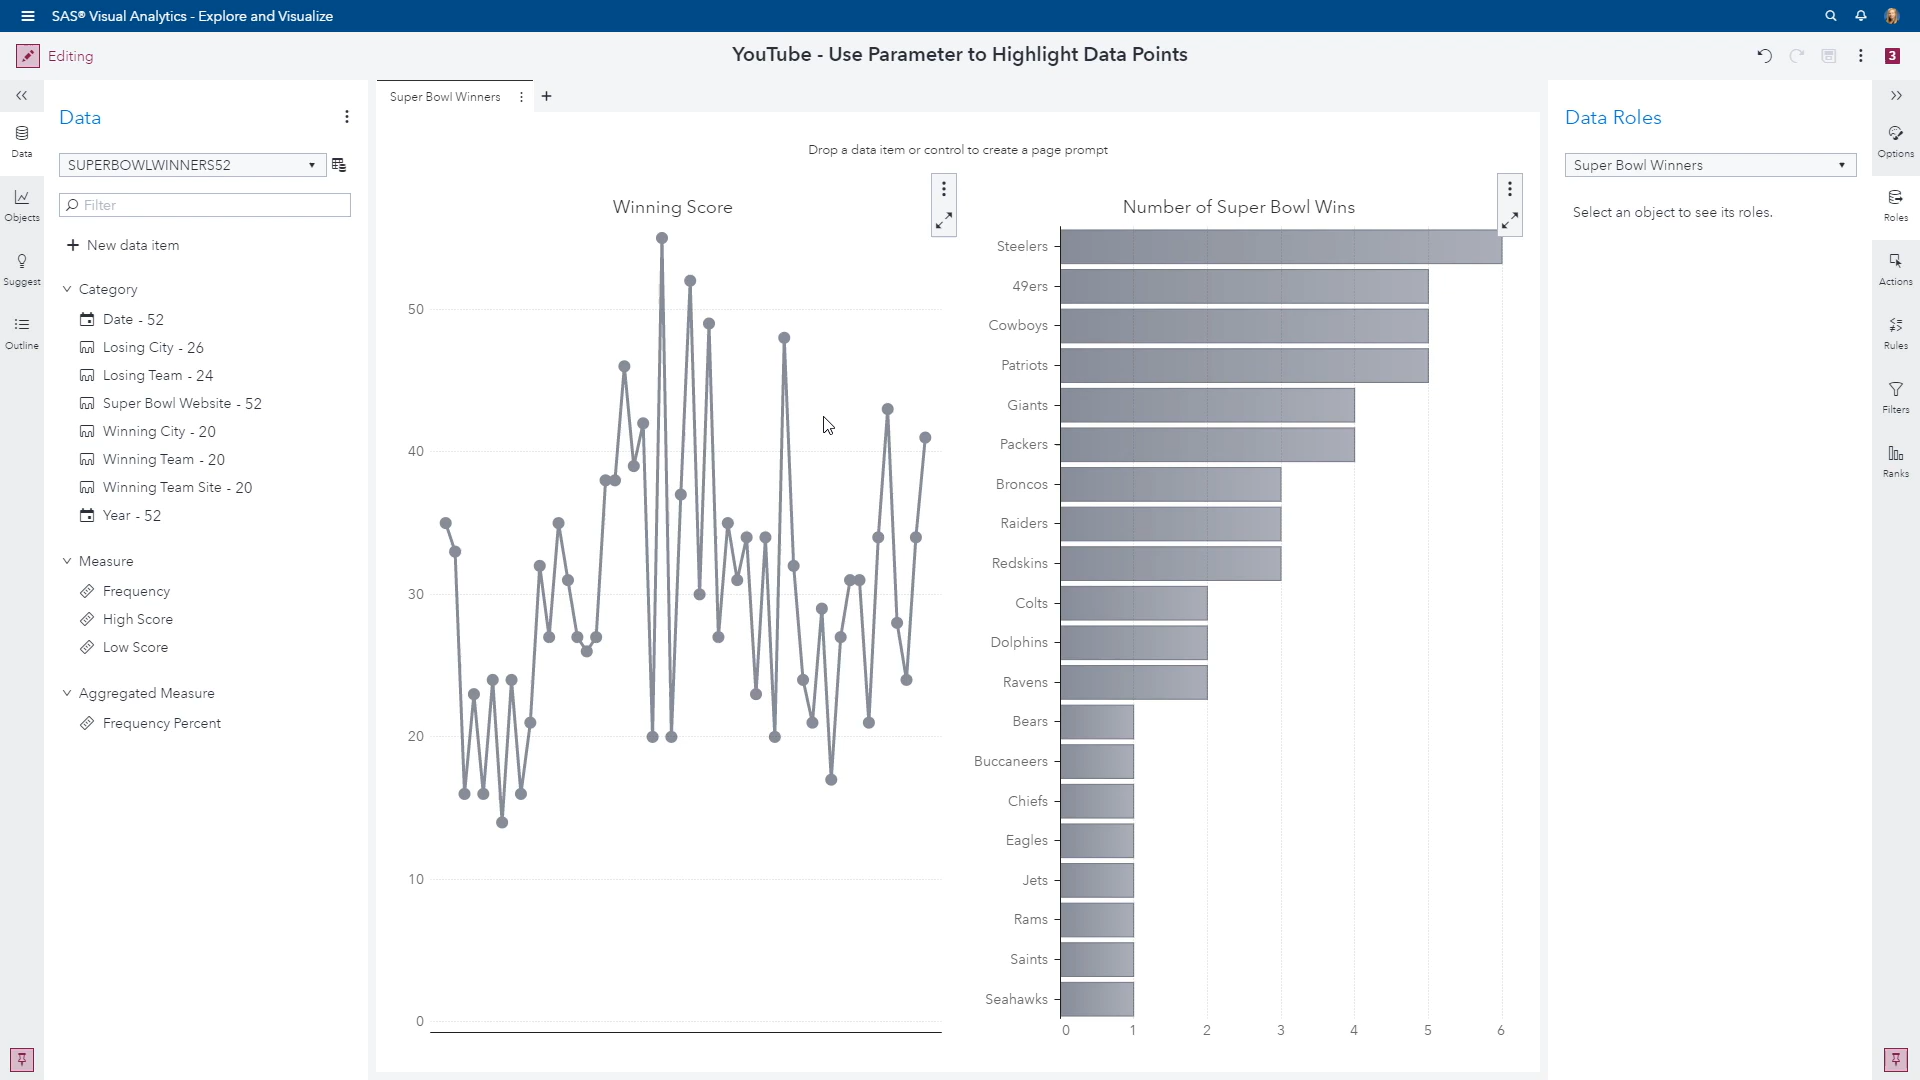 SAS® Visual Analytics - Explore and Visualize
Editing
YouTube - Use Parameter to Highlight Data Points
3
Data
Objects
Suggest
Outline
Data
SUPERBOWLWINNERS52
Filter
New data item
Category
Date - 52
Losing City - 26
Losing Team - 24
Super Bowl Website - 52
Winning City - 20
Winning Team - 20
Winning Team Site - 20
Year - 52
Measure
Frequency
High Score
Low Score
Aggregated Measure
Frequency Percent
Super Bowl Winners
Drop a data item or control to create a page prompt
Winning Score
50
40
30
20
10
0
Number of Super Bowl Wins
Steelers
49ers
Cowboys
Patriots
Giants
Packers
Broncos
Raiders
Redskins
Colts
Dolphins
Ravens
Bears
Buccaneers
Chiefs
Eagles
Jets
Rams
Saints
Seahawks
0 1 2 3 4 5 6
Data Roles
Super Bowl Winners
Select an object to see its roles.
Options
Roles
Actions
Rules
Filters
Ranks